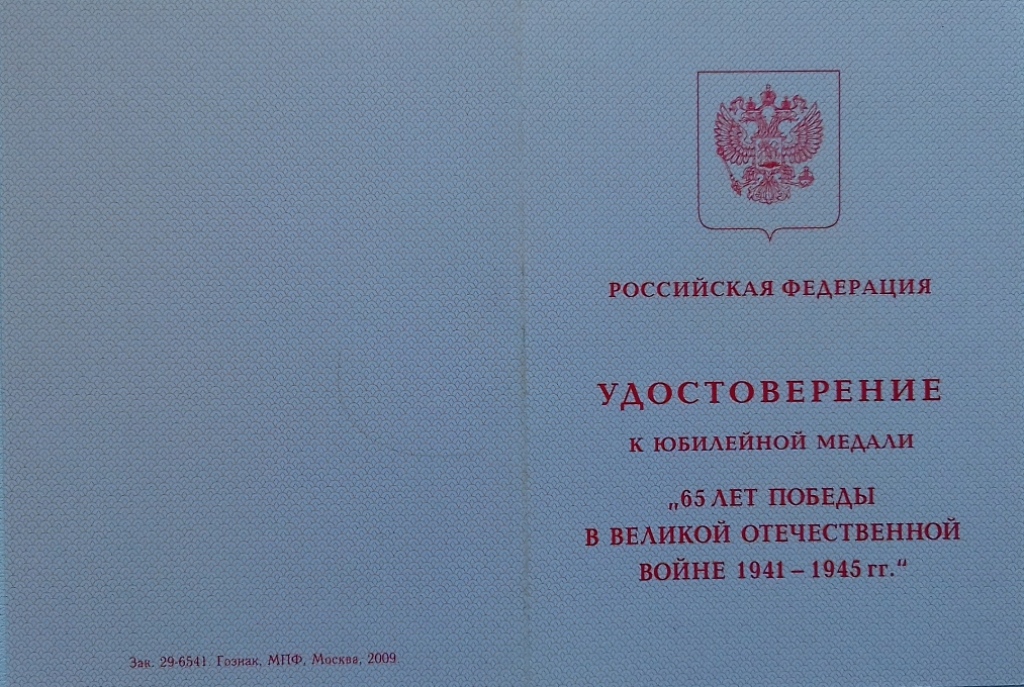 РОССИЙСКАЯ ФЕДЕРАЦИЯ
УДОСТОВЕРЕНИЕ
К ЮБИЛЕЙНОЙ МЕДАЛИ
„65 ЛЕТ ПОБЕДЫ
В ВЕЛИКОЙ ОТЕЧЕСТВЕННОЙ
ВОЙНЕ 1941 – 1945 гг.“
Зак. 29-6541. Гознак, МПФ, Москва, 2009.